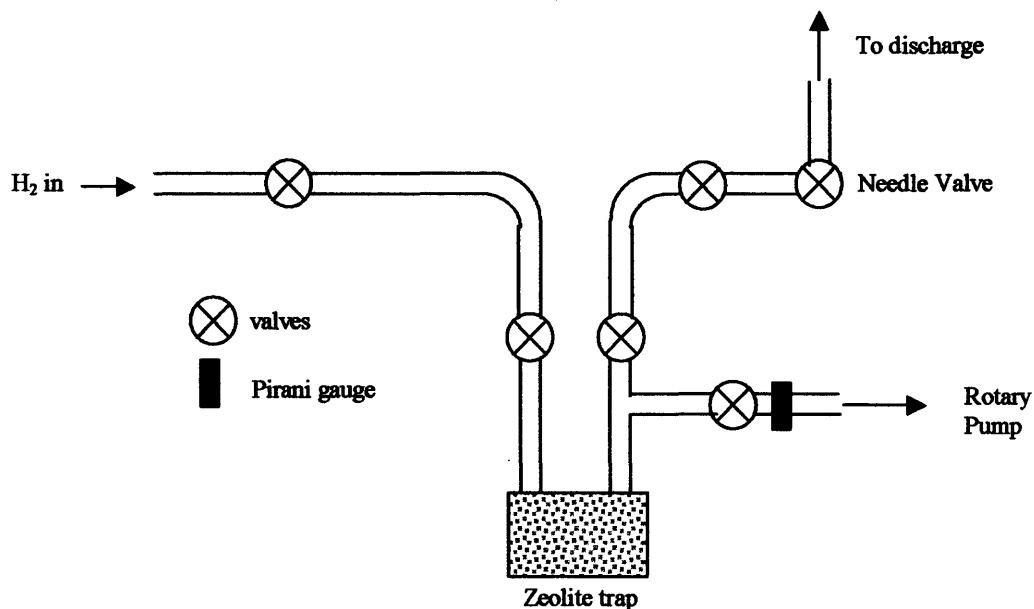 To discharge
H₂ in
Needle Valve
valves
Pirani gauge
Rotary
Pump
Zeolite trap